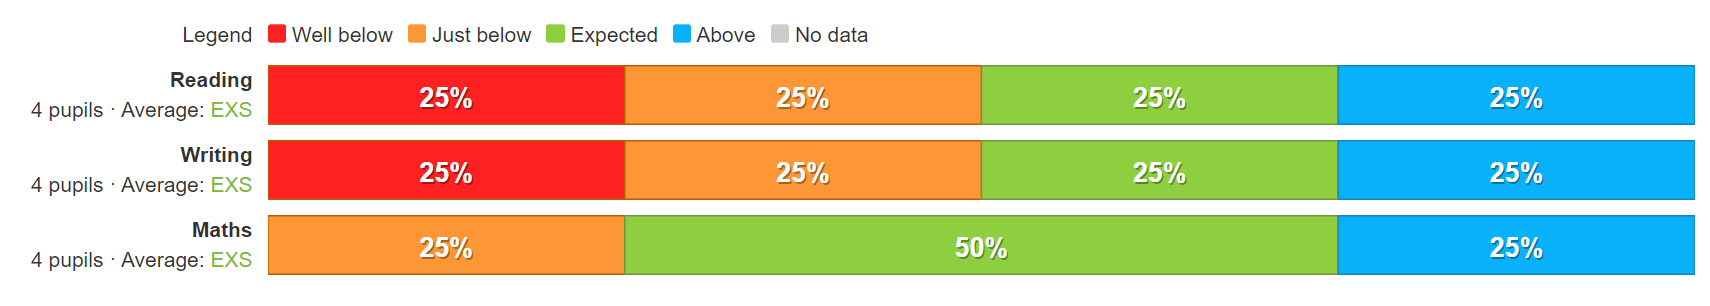 Legend Well below Just below Expected Above No data
Reading
25% 25% 25% 25%
4 pupils · Average: EXS
Writing
25% 25% 25% 25%
4 pupils · Average: EXS
Maths
25% 50% 25%
4 pupils · Average: EXS